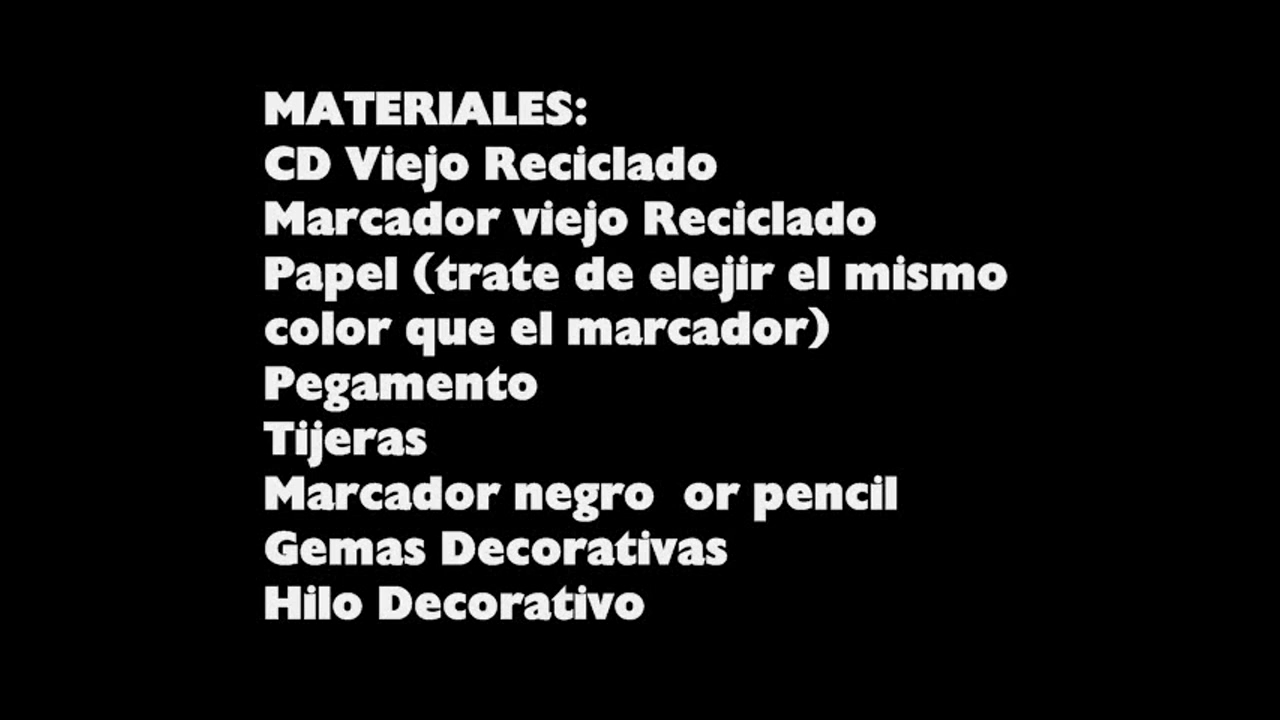 MATERIALES:
CD Viejo Reciclado
Marcador viejo Reciclado
Papel (trate de elejir el mismo
color que el marcador)
Pegamento
Tijeras
Marcador negro  or pencil
Gemas Decorativas
Hilo Decorativo